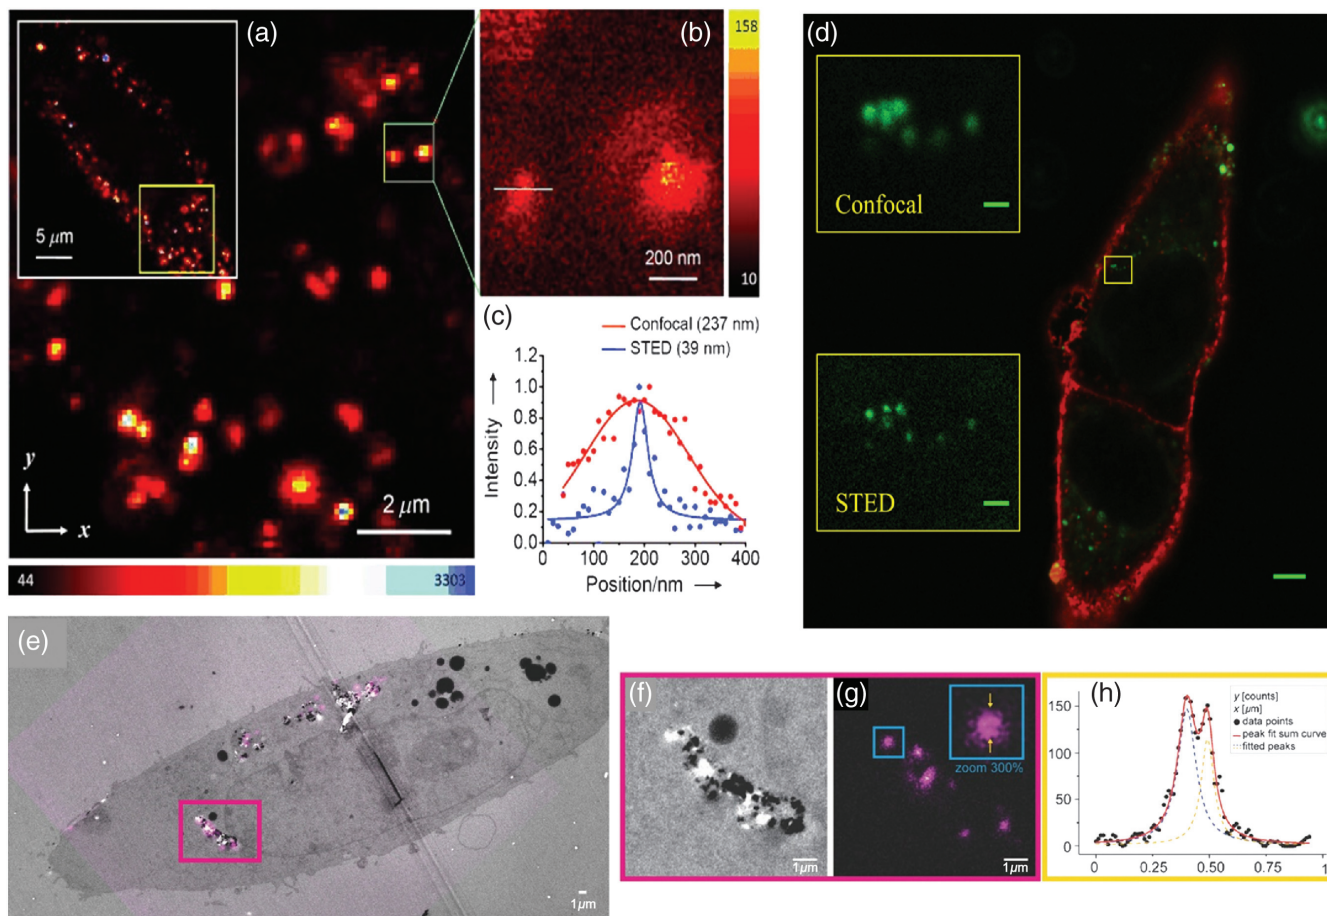 (a)
5 μm
2 μm
y
x
44
3303
(b)
158
200 nm
10
(c)
Confocal (237 nm)
STED (39 nm)
Intensity
1.0
0.8
0.6
0.4
0.2
0.0
0 100 200 300 400
Position/nm
(d)
Confocal
STED
(e)
1μm
(f)
1μm
(g)
zoom 300%
1μm
(h)
y [counts]
x [μm]
data points
peak fit sum curve
fitted peaks
150
100
50
0
0 0.25 0.50 1